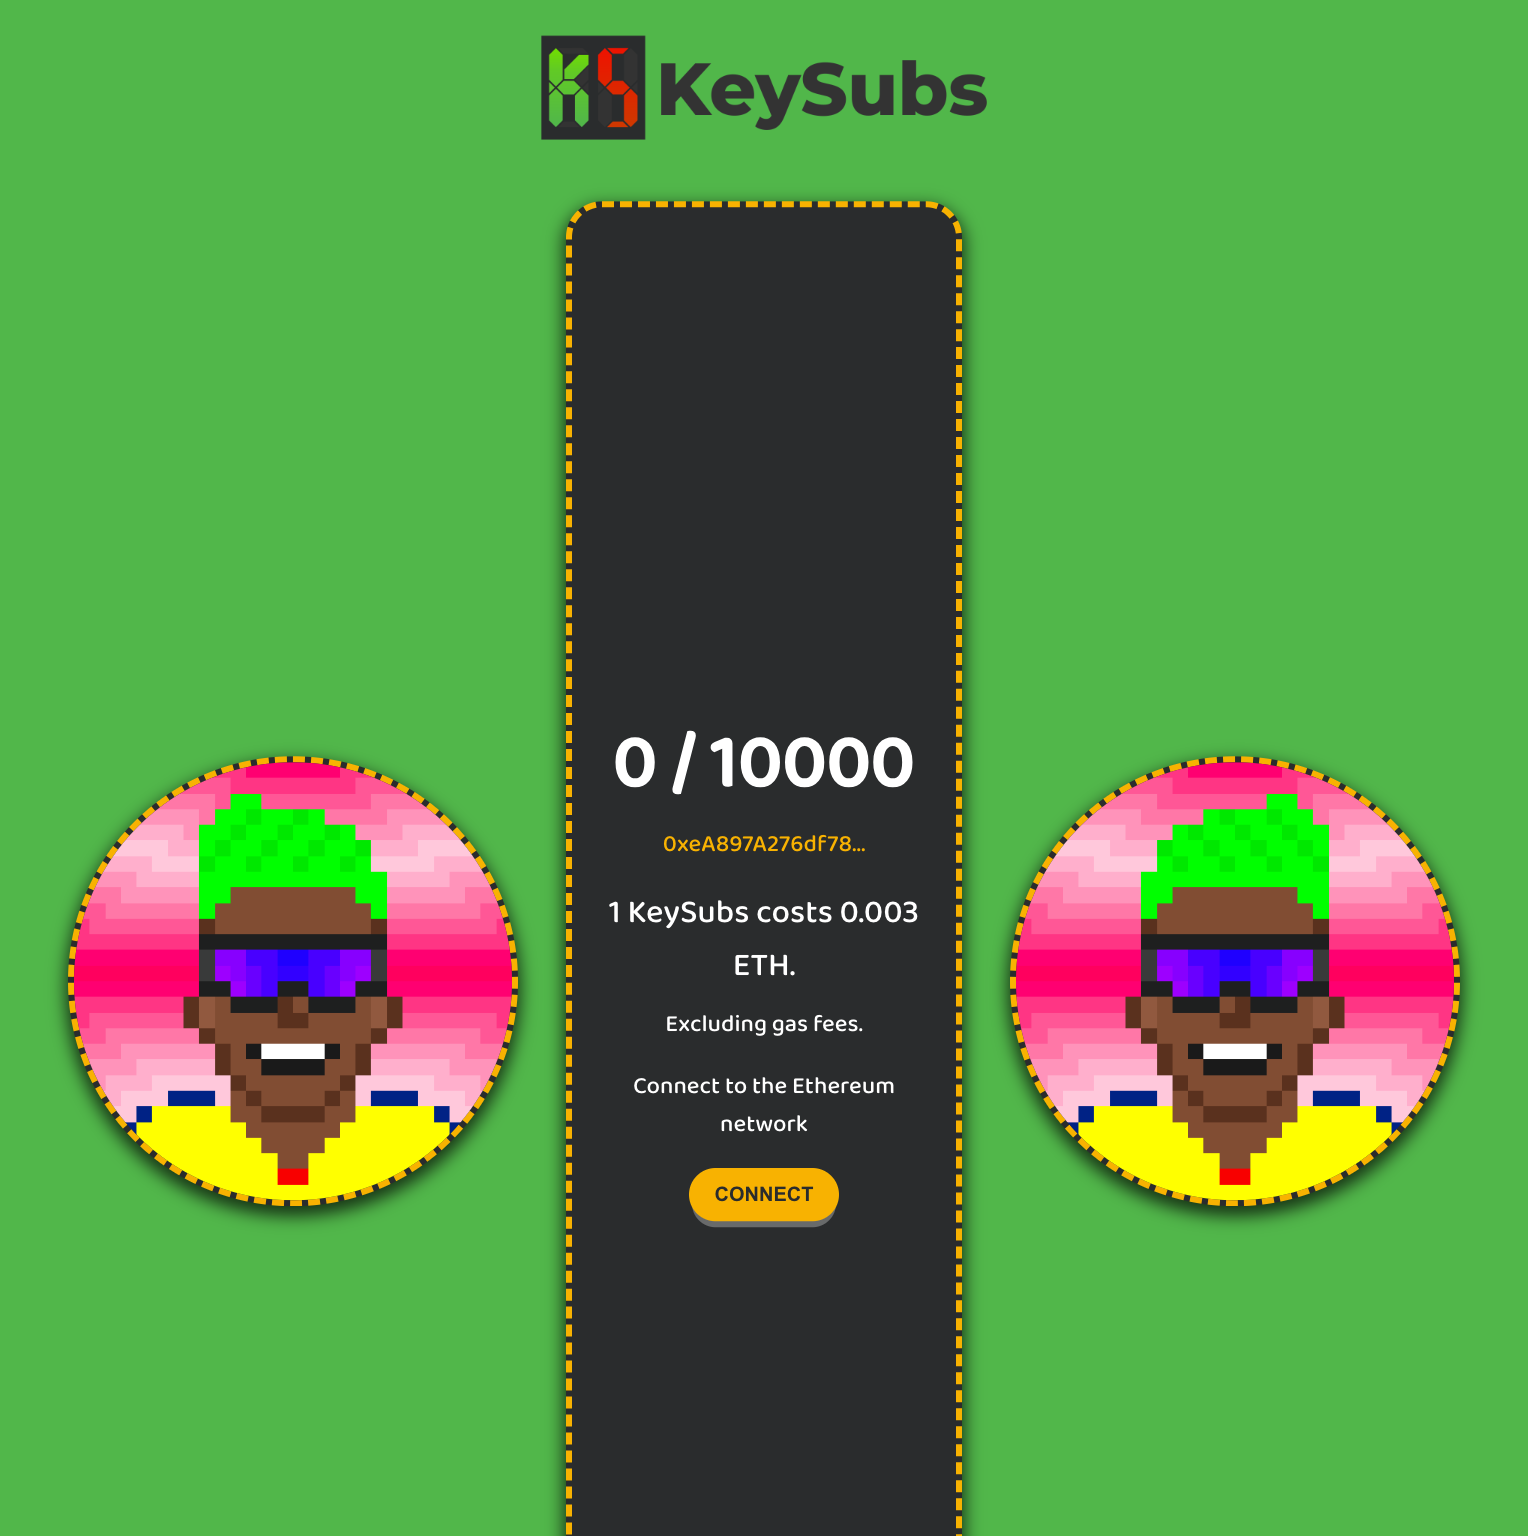 KS KeySubs
0 / 10000
0xeA897A276df78...
1 KeySubs costs 0.003
ETH.
Excluding gas fees.
Connect to the Ethereum
network
CONNECT